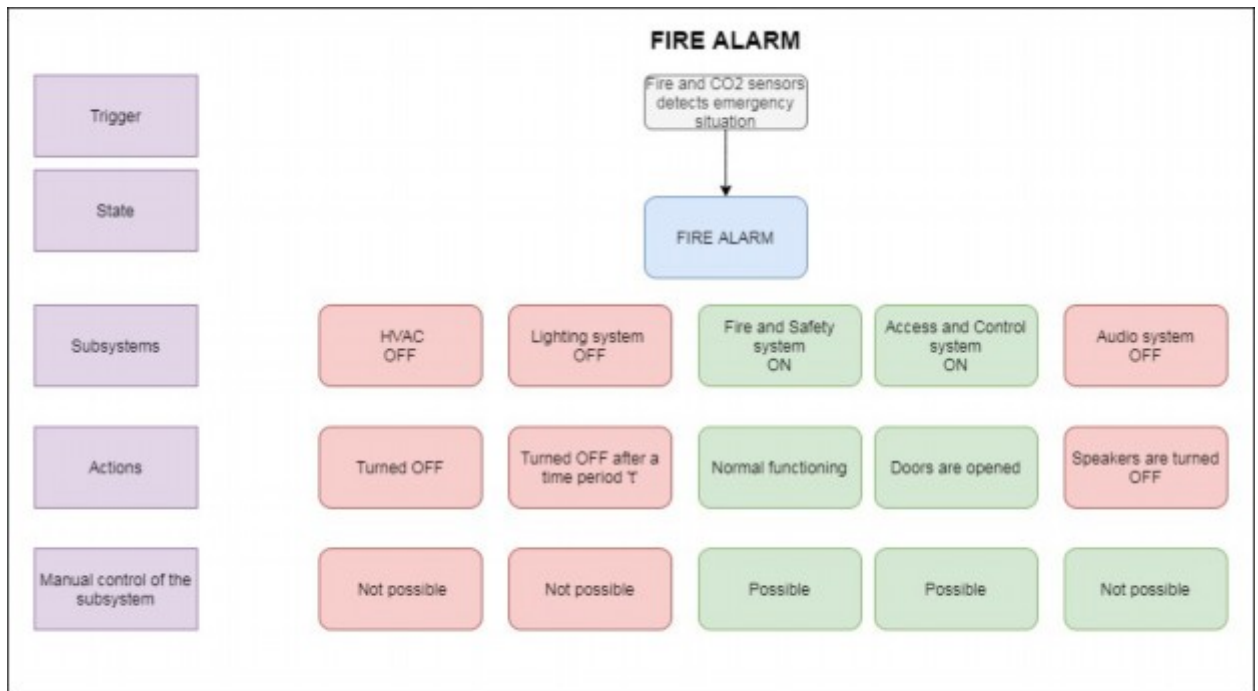 FIRE ALARM
Trigger
Fire and CO2 sensors
detects emergency
situation
State
FIRE ALARM
Subsystems
HVAC
OFF
Lighting system
OFF
Fire and Safety
system
ON
Access and Control
system
ON
Audio system
OFF
Actions
Turned OFF
Turned OFF after a
time period 't'
Normal functioning
Doors are opened
Speakers are turned
OFF
Manual control of the
subsystem
Not possible
Not possible
Possible
Possible
Not possible